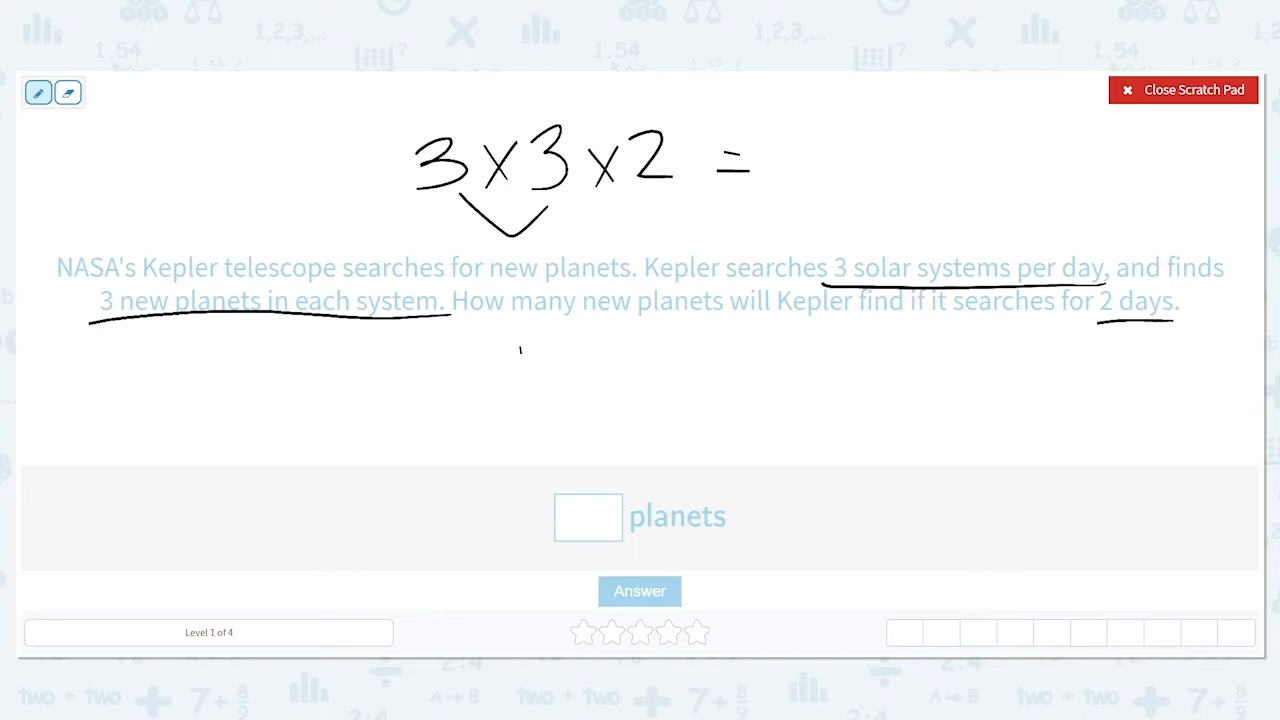 Close Scratch Pad
3 x 3 x 2 =
NASA's Kepler telescope searches for new planets. Kepler searches 3 solar systems per day, and finds
3 new planets in each system. How many new planets will Kepler find if it searches for 2 days.
planets
Answer
Level 1 of 4